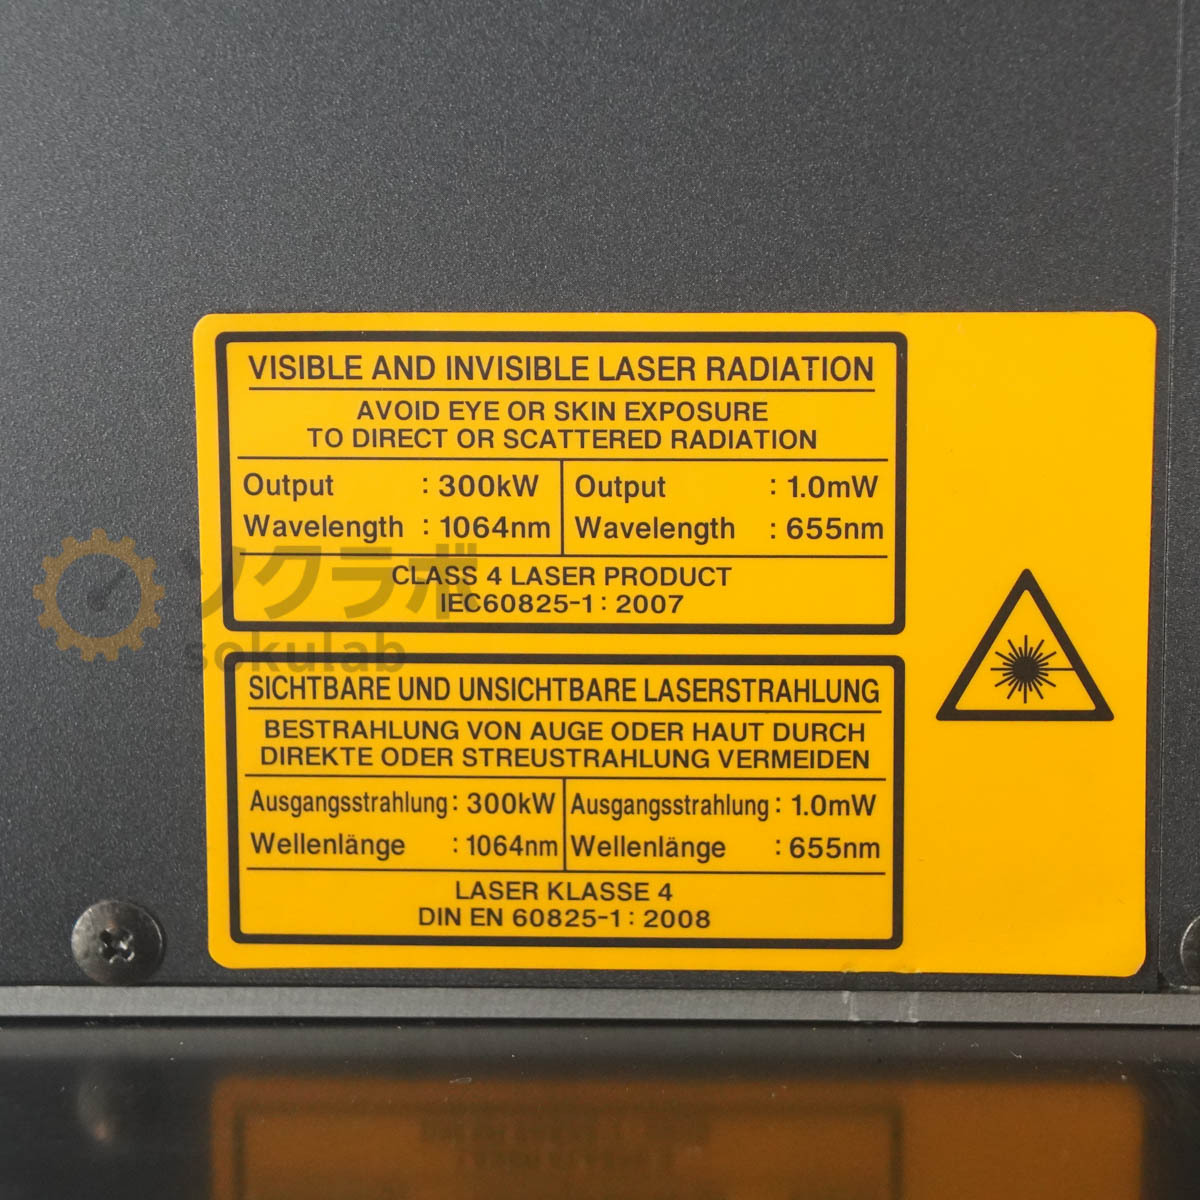 VISIBLE AND INVISIBLE LASER RADIATION
AVOID EYE OR SKIN EXPOSURE
TO DIRECT OR SCATTERED RADIATION
Output : 300kW Output : 1.0mW
Wavelength : 1064nm Wavelength : 655nm
CLASS 4 LASER PRODUCT
IEC60825-1 : 2007
ソクラボ
sokulab
SICHTBARE UND UNSICHTBARE LASERSTRAHLUNG
BESTRAHLUNG VON AUGE ODER HAUT DURCH
DIREKTE ODER STREUSTRAHLUNG VERMEIDEN
Ausgangsstrahlung : 300kW Ausgangsstrahlung : 1.0mW
Wellenlänge : 1064nm Wellenlänge : 655nm
LASER KLASSE 4
DIN EN 60825-1 : 2008